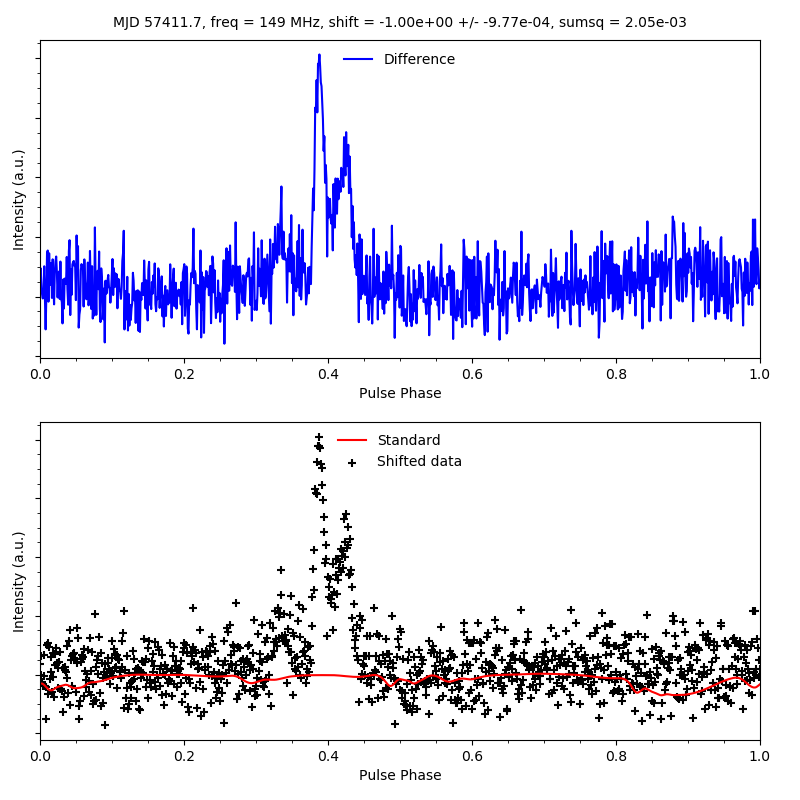 MJD 57411.7, freq = 149 MHz, shift = -1.00e+00 +/- -9.77e-04, sumsq = 2.05e-03
Intensity (a.u.)
Difference
0.0 0.2 0.4 0.6 0.8 1.0
Pulse Phase
Intensity (a.u.)
Standard
Shifted data
0.0 0.2 0.4 0.6 0.8 1.0
Pulse Phase